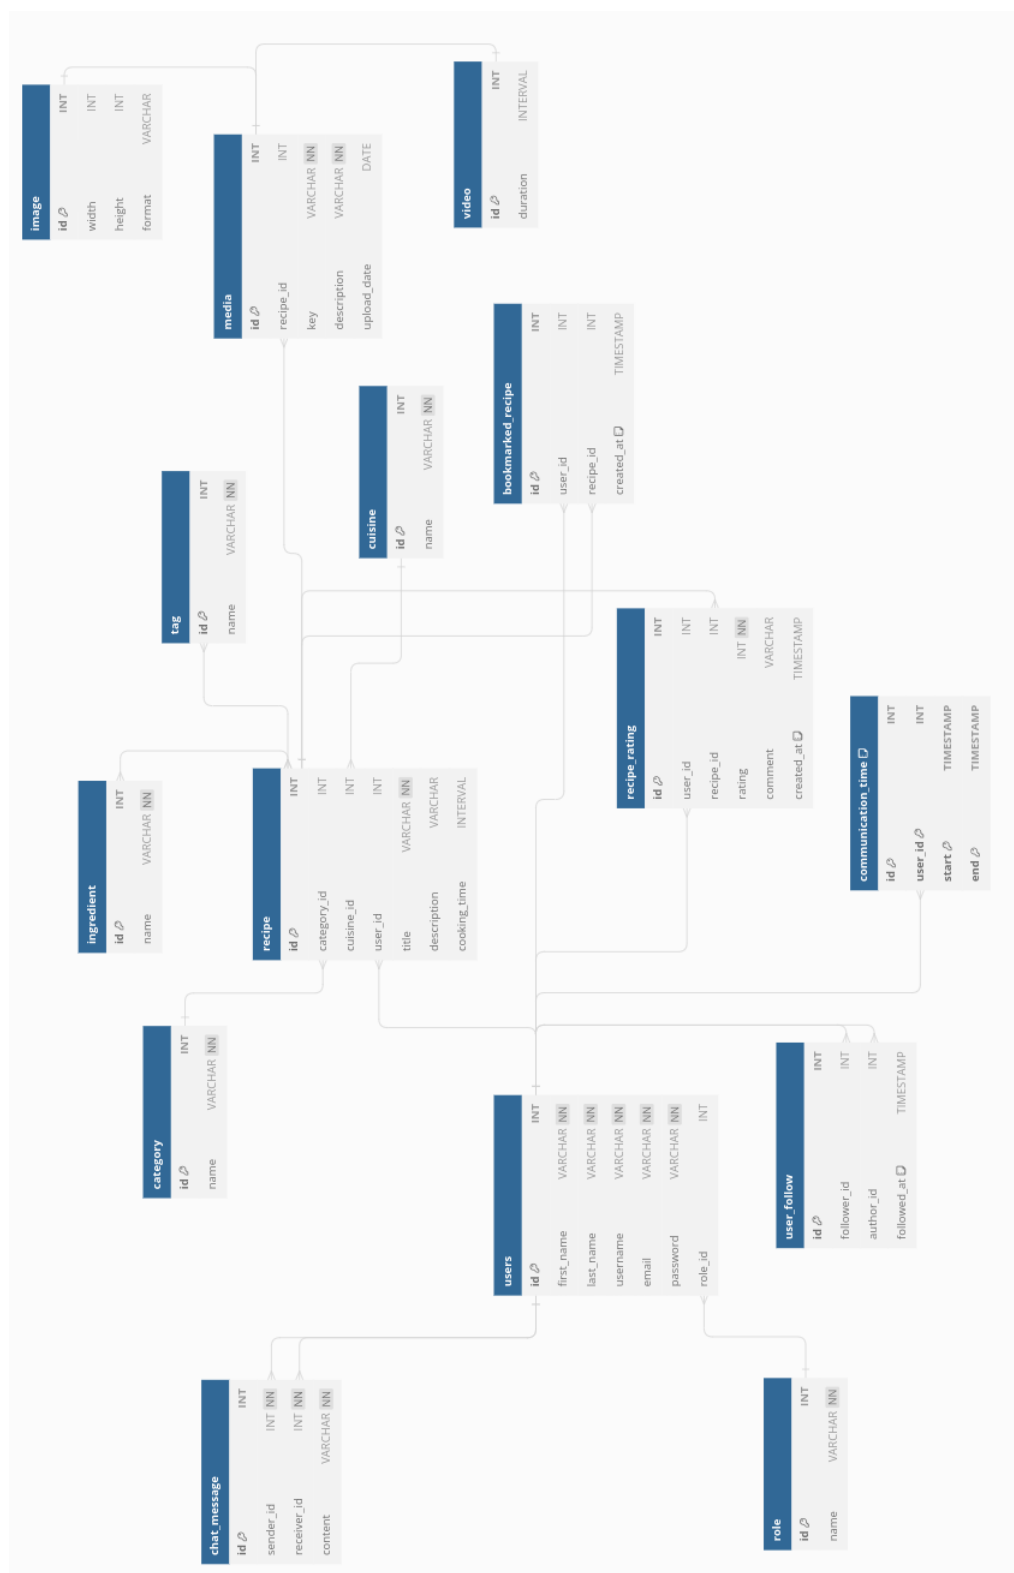 image
id INT
width INT
height INT
format VARCHAR
media
id INT
recipe_id INT
key VARCHAR NN
description VARCHAR NN
upload_date DATE
video
id INT
duration INTERVAL
tag
id INT
name VARCHAR NN
cuisine
id INT
name VARCHAR NN
bookmarked_recipe
id INT
user_id INT
recipe_id INT
created_at TIMESTAMP
ingredient
id INT
name VARCHAR NN
recipe
id INT
category_id INT
cuisine_id INT
user_id INT
title VARCHAR NN
description VARCHAR
cooking_time INTERVAL
recipe_rating
id INT
user_id INT
recipe_id INT
rating INT NN
comment VARCHAR
created_at TIMESTAMP
communication_time
id INT
user_id INT
start TIMESTAMP
end TIMESTAMP
category
id INT
name VARCHAR NN
users
id INT
first_name VARCHAR NN
last_name VARCHAR NN
username VARCHAR NN
email VARCHAR NN
password VARCHAR NN
role_id INT
user_follow
id INT
follower_id INT
author_id INT
followed_at TIMESTAMP
chat_message
id INT
sender_id INT NN
receiver_id INT NN
content VARCHAR NN
role
id INT
name VARCHAR NN